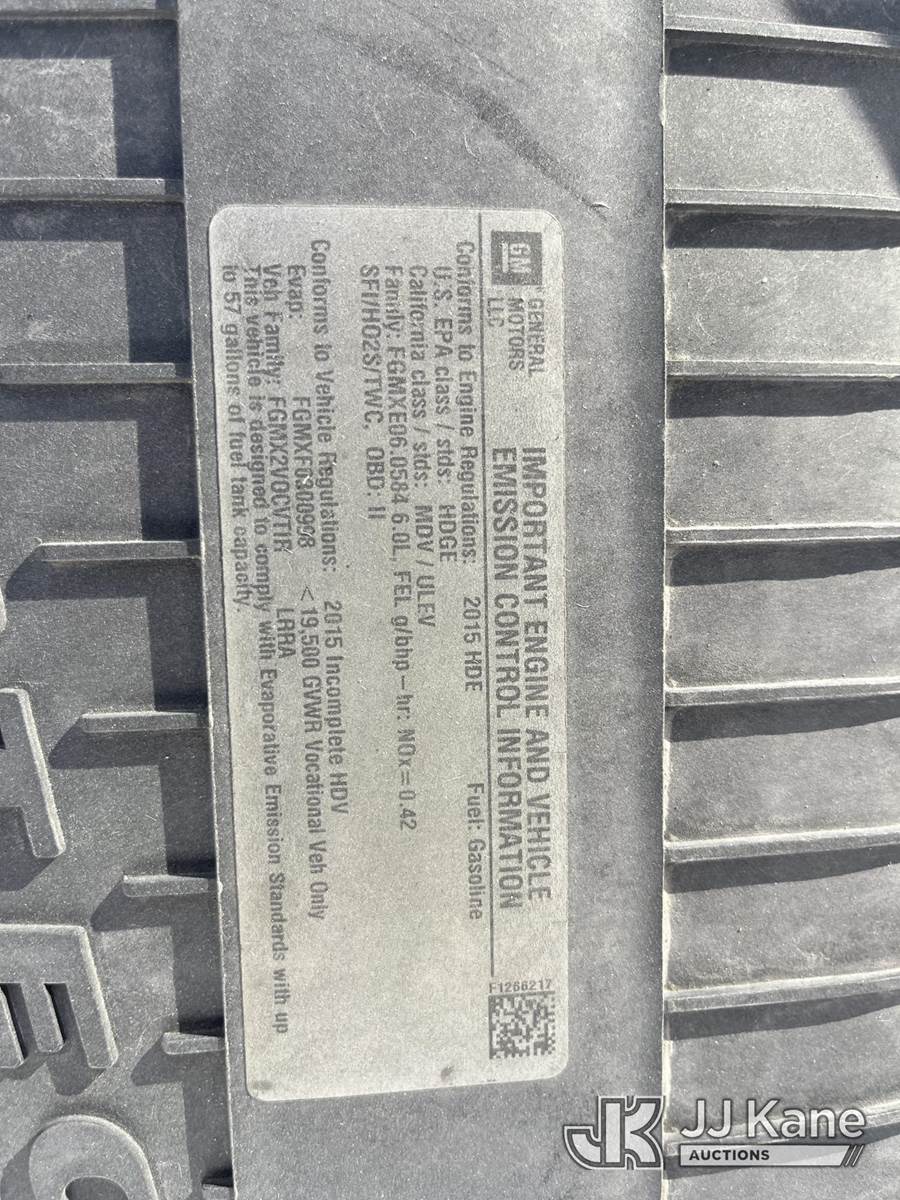 GM
GENERAL
MOTORS
LLC
IMPORTANT ENGINE AND VEHICLE
EMISSION CONTROL INFORMATION
F1266217
Conforms to Engine Regulations: 2015 HDE Fuel: Gasoline
U.S. EPA class / stds: HDGE
California class / stds: MDV / ULEV
Family: FGMXE06.0584 6.0L, FEL g/bhp-hr: NOx=0.42
SFI/HO2S/TWC, OBD: II
Conforms to Vehicle Regulations: 2015 Incomplete HDV
Evap: <19,500 GVWR Vocational Veh Only
Veh Family: FGMX2VOCVTIR LRRA
This vehicle is designed to comply with Evaporative Emission Standards with up
to 57 gallons of fuel tank capacity.
JK JJ Kane
AUCTIONS